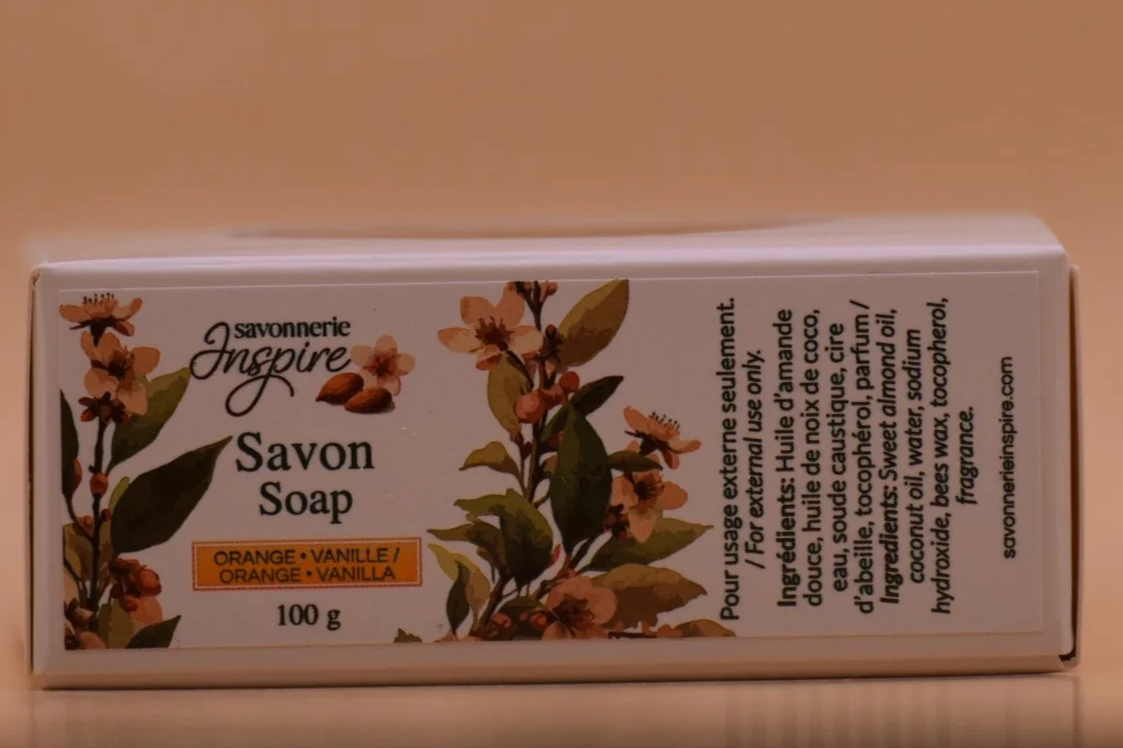 savonnerie
Inspire
Savon
Soap
ORANGE • VANILLE /
ORANGE • VANILLA
100 g
Pour usage externe seulement.
/ For external use only.
Ingrédients: Huile d'amande
douce, huile de noix de coco,
eau, soude caustique, cire
d'abeille, tocophérol, parfum /
Ingredients: Sweet almond oil,
coconut oil, water, sodium
hydroxide, bees wax, tocopherol,
fragrance.
savonnerieinspire.com